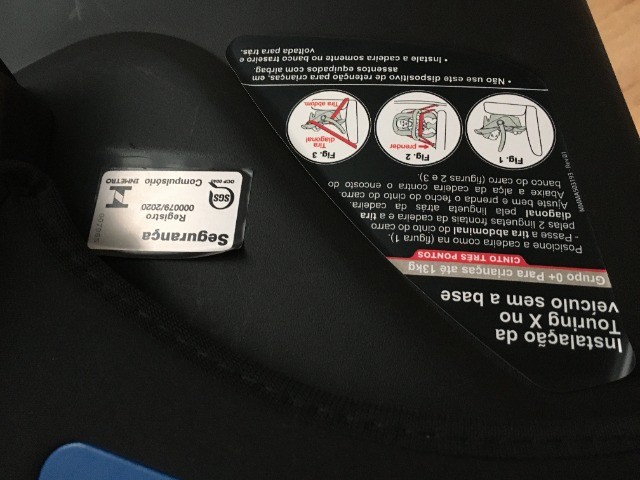 Instalação da
Touring X no
veículo sem a base
Grupo 0+ Para crianças até 13kg
CINTO TRÊS PONTOS
Posicione a cadeira como na figura 1).
- Passe a tira abdominal do cinto do carro
pelas 2 linguetas frontais da cadeira e a tira
diagonal pela lingueta atrás da cadeira.
Ajuste bem e prenda o fecho do cinto do carro.
Abaixe a alça da cadeira contra o encosto do
banco do carro (figuras 2 e 3).
Fig. 1
Fig. 2
prender
Fig. 3
Tira
diagonal
Tira abdom.
• Não use este dispositivo de retenção para crianças, em
assentos equipados com airbag.
• Instale a cadeira somente no banco traseiro e
voltada para trás.
Segurança
Registro
000079/2020
Compulsório
SGS
OCP 0040
INMETRO